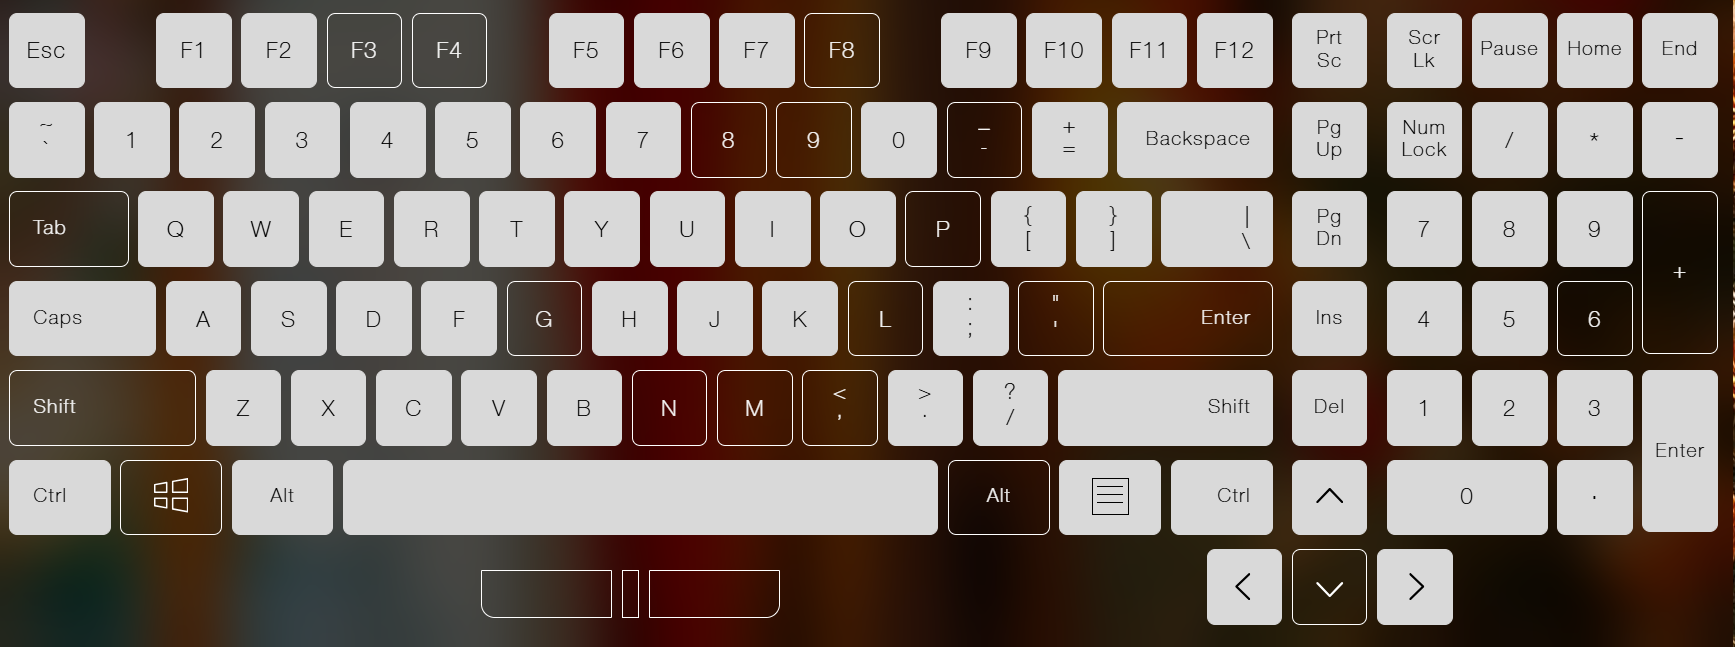 Esc F1 F2 F3 F4 F5 F6 F7 F8 F9 F10 F11 F12 Prt Sc Scr Lk Pause Home End
~ ` 1 2 3 4 5 6 7 8 9 0 _ - + = Backspace Pg Up Num Lock / * -
Tab Q W E R T Y U I O P { [ } ] | \ Pg Dn 7 8 9 +
Caps A S D F G H J K L : ; " ' Enter Ins 4 5 6
Shift Z X C V B N M < , > . ? / Shift Del 1 2 3 Enter
Ctrl Alt Alt Ctrl 0 .